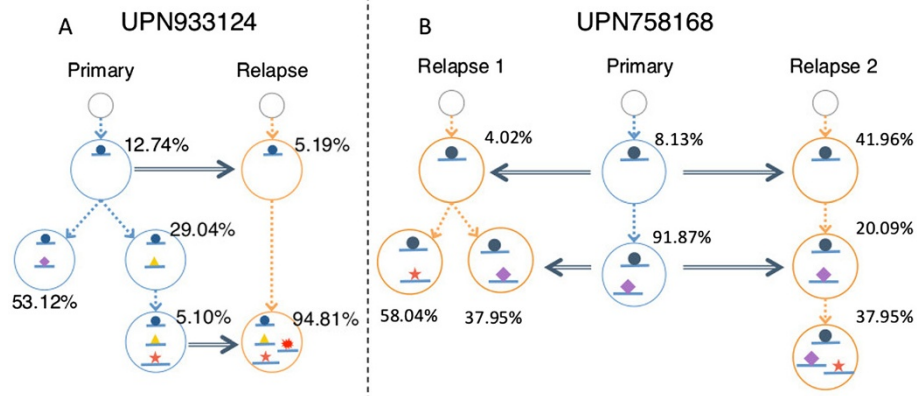 A UPN933124
Primary Relapse
12.74% 5.19%
29.04%
53.12%
5.10% 94.81%
B UPN758168
Relapse 1 Primary Relapse 2
4.02% 8.13% 41.96%
91.87% 20.09%
58.04% 37.95% 37.95%